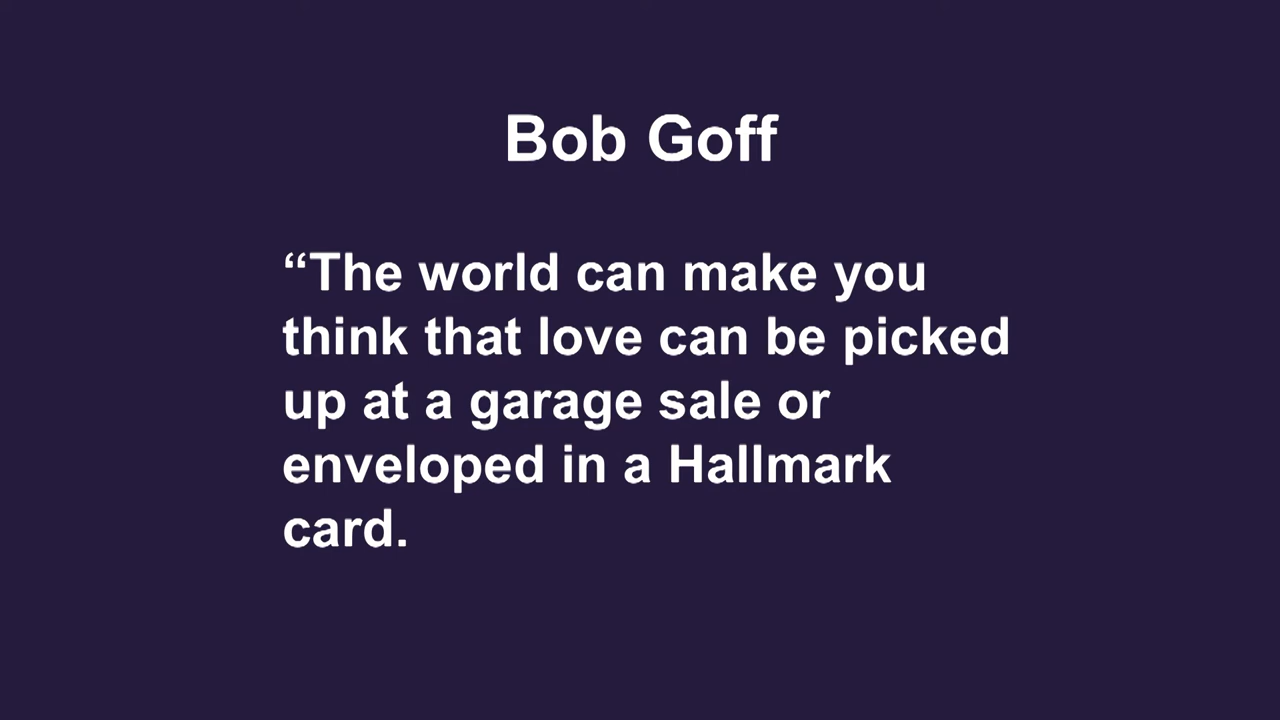 Bob Goff
“The world can make you
think that love can be picked
up at a garage sale or
enveloped in a Hallmark
card.